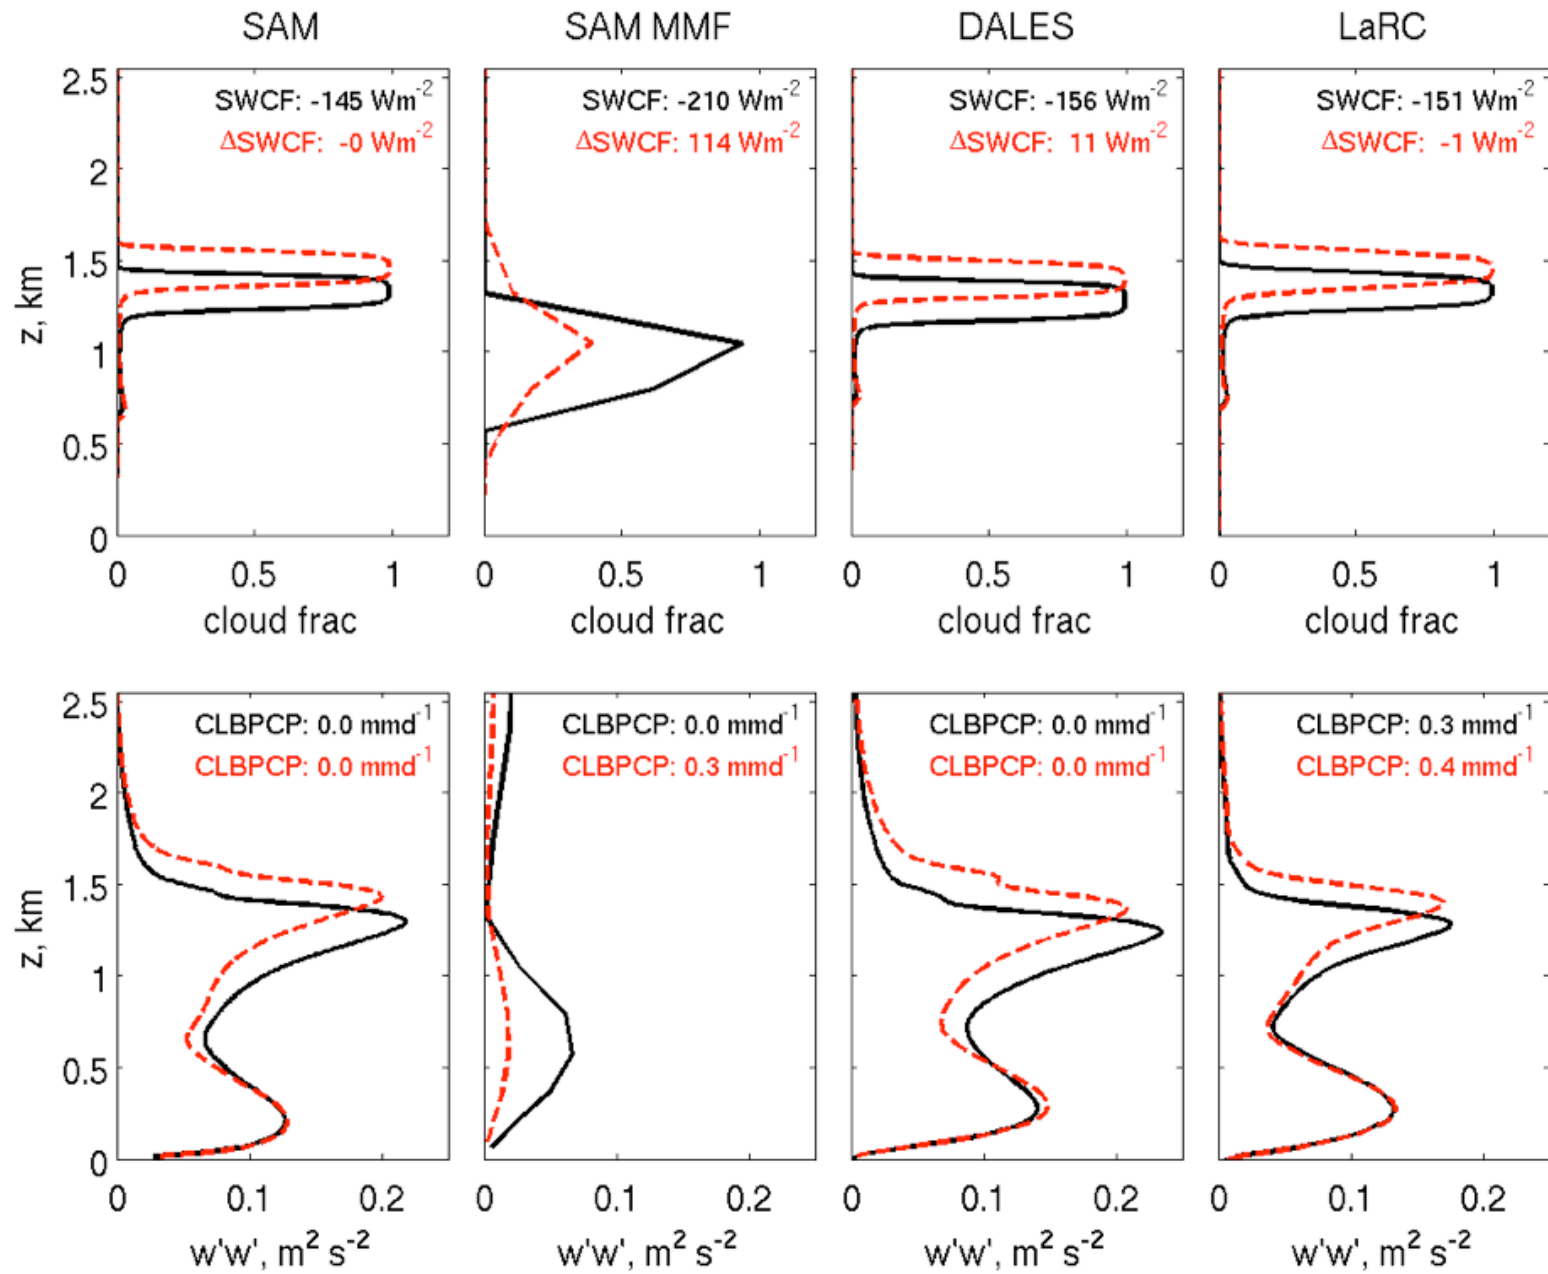 SAM SAM MMF DALES LaRC
2.5
SWCF: -145 Wm⁻²
ΔSWCF: -0 Wm⁻²
SWCF: -210 Wm⁻²
ΔSWCF: 114 Wm⁻²
SWCF: -156 Wm⁻²
ΔSWCF: 11 Wm⁻²
SWCF: -151 Wm⁻²
ΔSWCF: -1 Wm⁻²
2
1.5
z, km
1
0.5
0
0 0.5 1 0 0.5 1 0 0.5 1 0 0.5 1
cloud frac cloud frac cloud frac cloud frac
2.5
CLBPCP: 0.0 mmd⁻¹
CLBPCP: 0.0 mmd⁻¹
CLBPCP: 0.0 mmd⁻¹
CLBPCP: 0.3 mmd⁻¹
CLBPCP: 0.0 mmd⁻¹
CLBPCP: 0.0 mmd⁻¹
CLBPCP: 0.3 mmd⁻¹
CLBPCP: 0.4 mmd⁻¹
2
1.5
z, km
1
0.5
0
0 0.1 0.2 0 0.1 0.2 0 0.1 0.2 0 0.1 0.2
w'w', m² s⁻² w'w', m² s⁻² w'w', m² s⁻² w'w', m² s⁻²